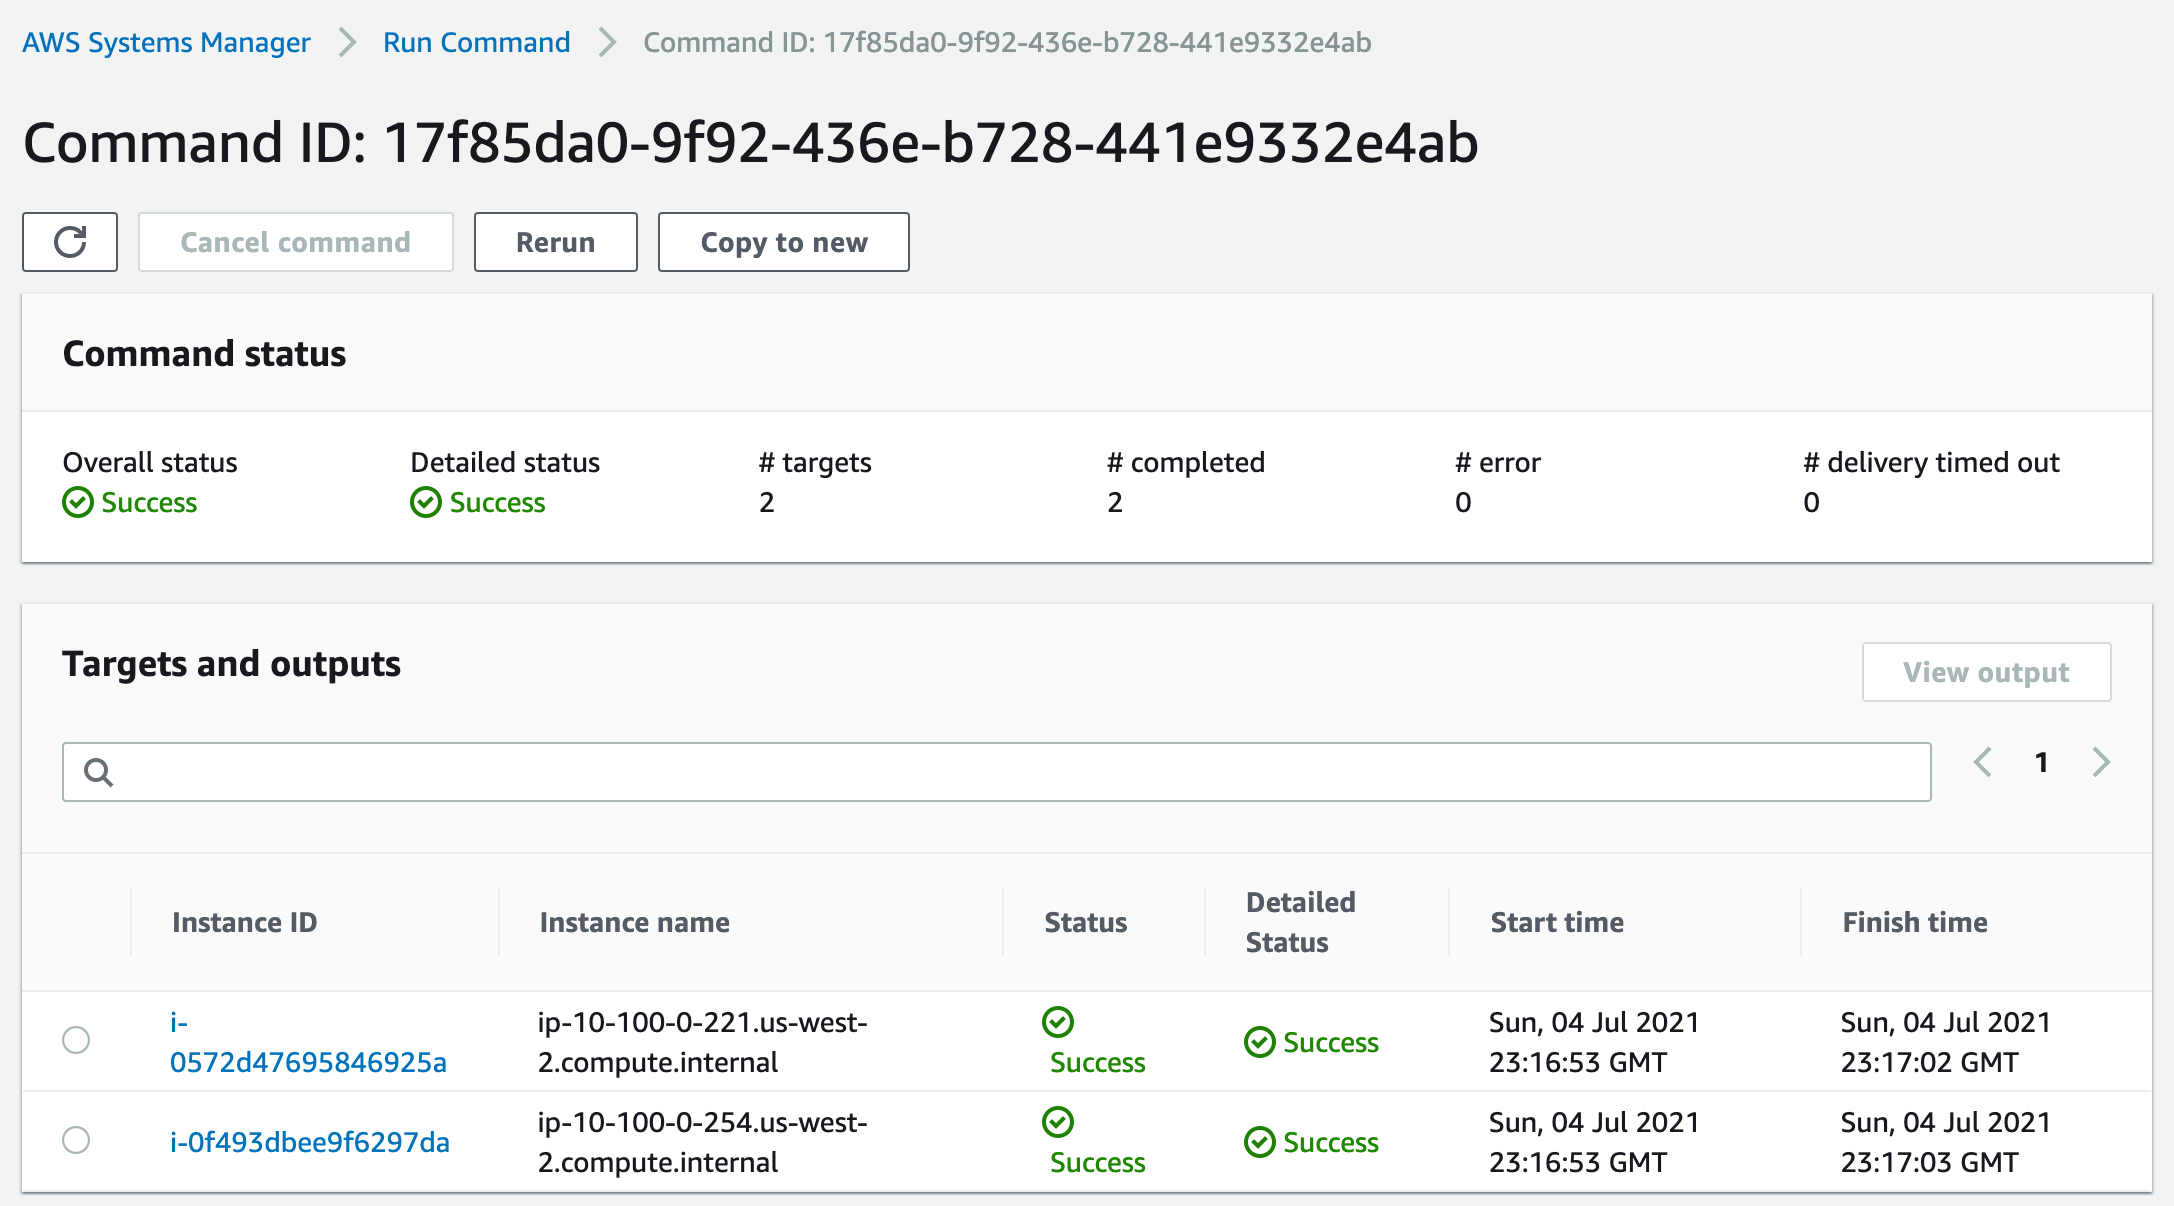 AWS Systems Manager > Run Command > Command ID: 17f85da0-9f92-436e-b728-441e9332e4ab
Command ID: 17f85da0-9f92-436e-b728-441e9332e4ab
Cancel command Rerun Copy to new
Command status
Overall status Detailed status # targets # completed # error # delivery timed out
Success Success 2 2 0 0
Targets and outputs
View output
1
Instance ID Instance name Status Detailed Status Start time Finish time
i-0572d47695846925a ip-10-100-0-221.us-west-2.compute.internal Success Success Sun, 04 Jul 2021 23:16:53 GMT Sun, 04 Jul 2021 23:17:02 GMT
i-0f493dbee9f6297da ip-10-100-0-254.us-west-2.compute.internal Success Success Sun, 04 Jul 2021 23:16:53 GMT Sun, 04 Jul 2021 23:17:03 GMT